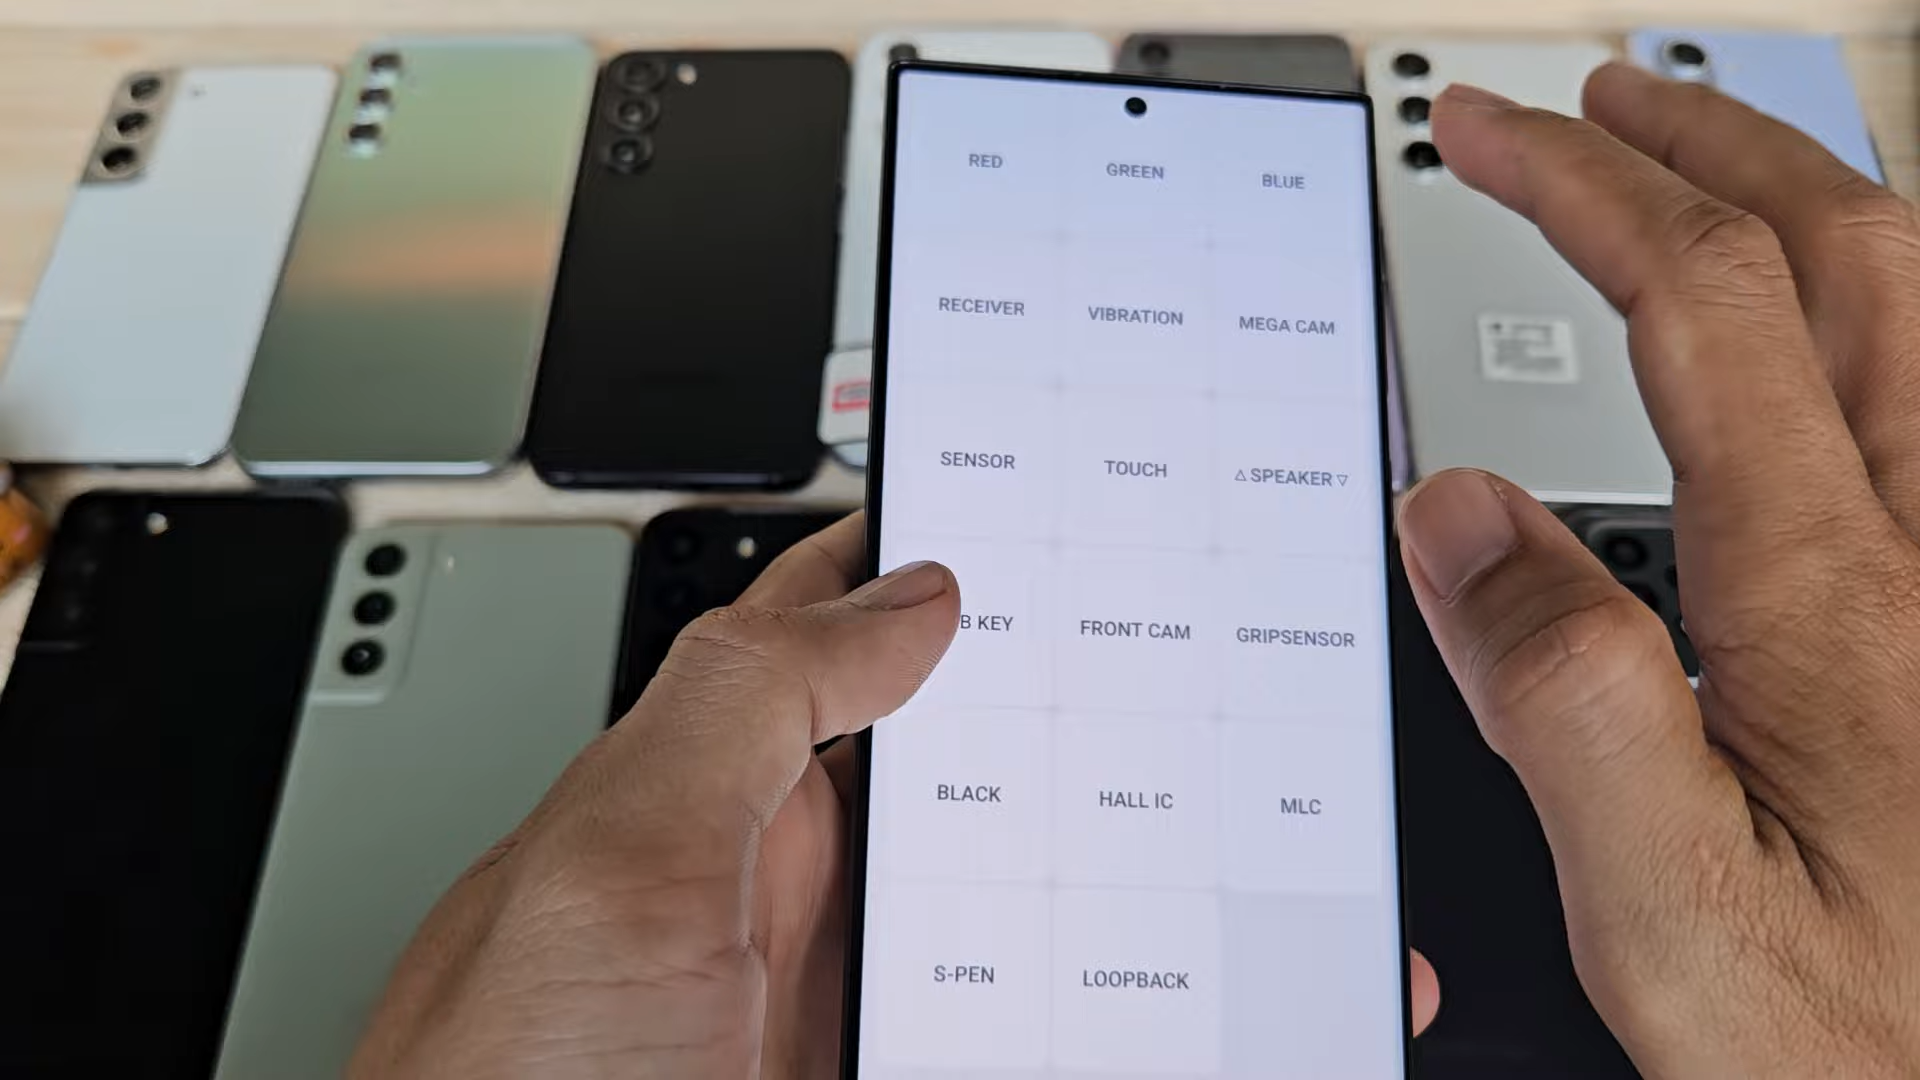 RED GREEN BLUE
RECEIVER VIBRATION MEGA CAM
SENSOR TOUCH △ SPEAKER ▽
B KEY FRONT CAM GRIPSENSOR
BLACK HALL IC MLC
S-PEN LOOPBACK